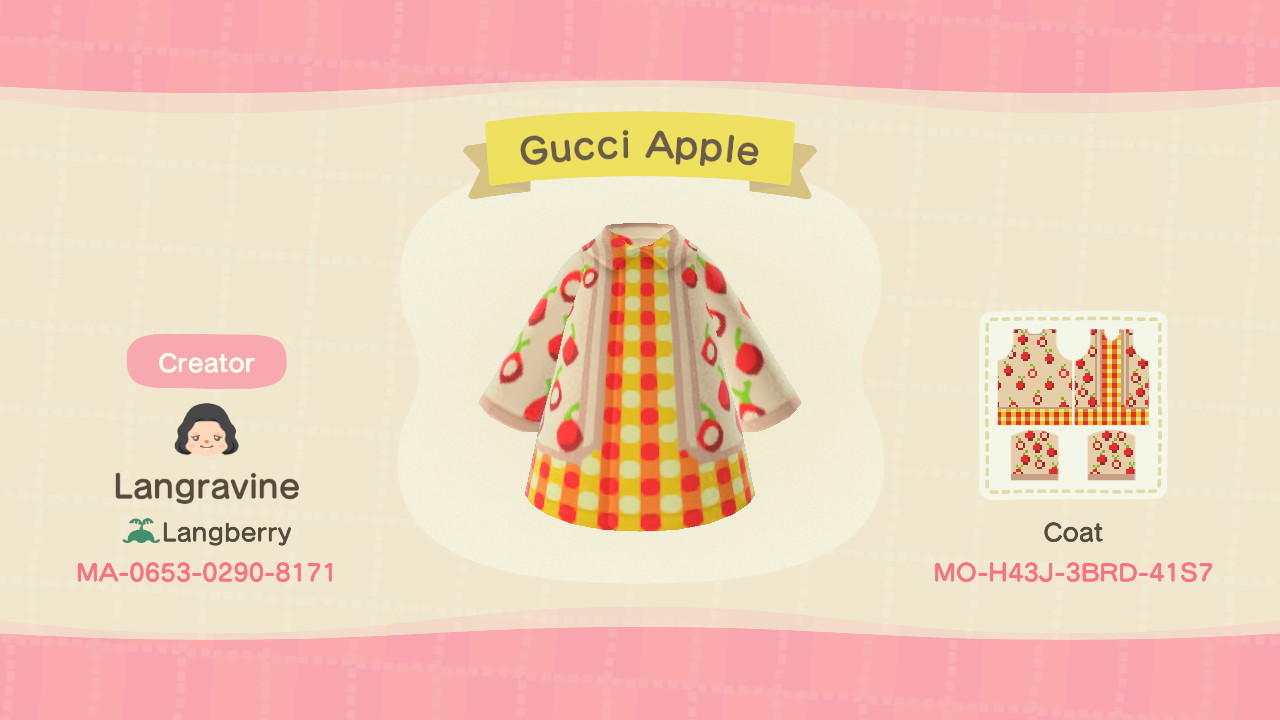 Gucci Apple
Creator
Langravine
Langberry
MA-0653-0290-8171
Coat
MO-H43J-3BRD-41S7